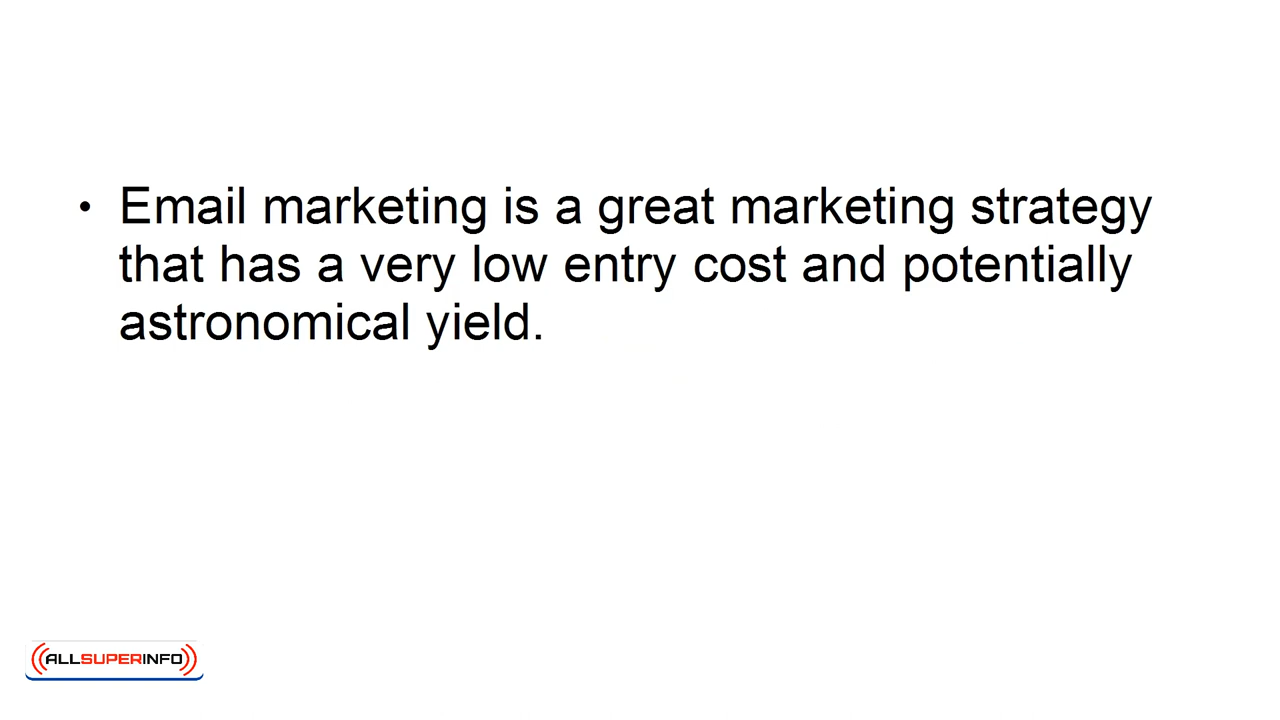 • Email marketing is a great marketing strategy
that has a very low entry cost and potentially
astronomical yield.
ALLSUPERINFO